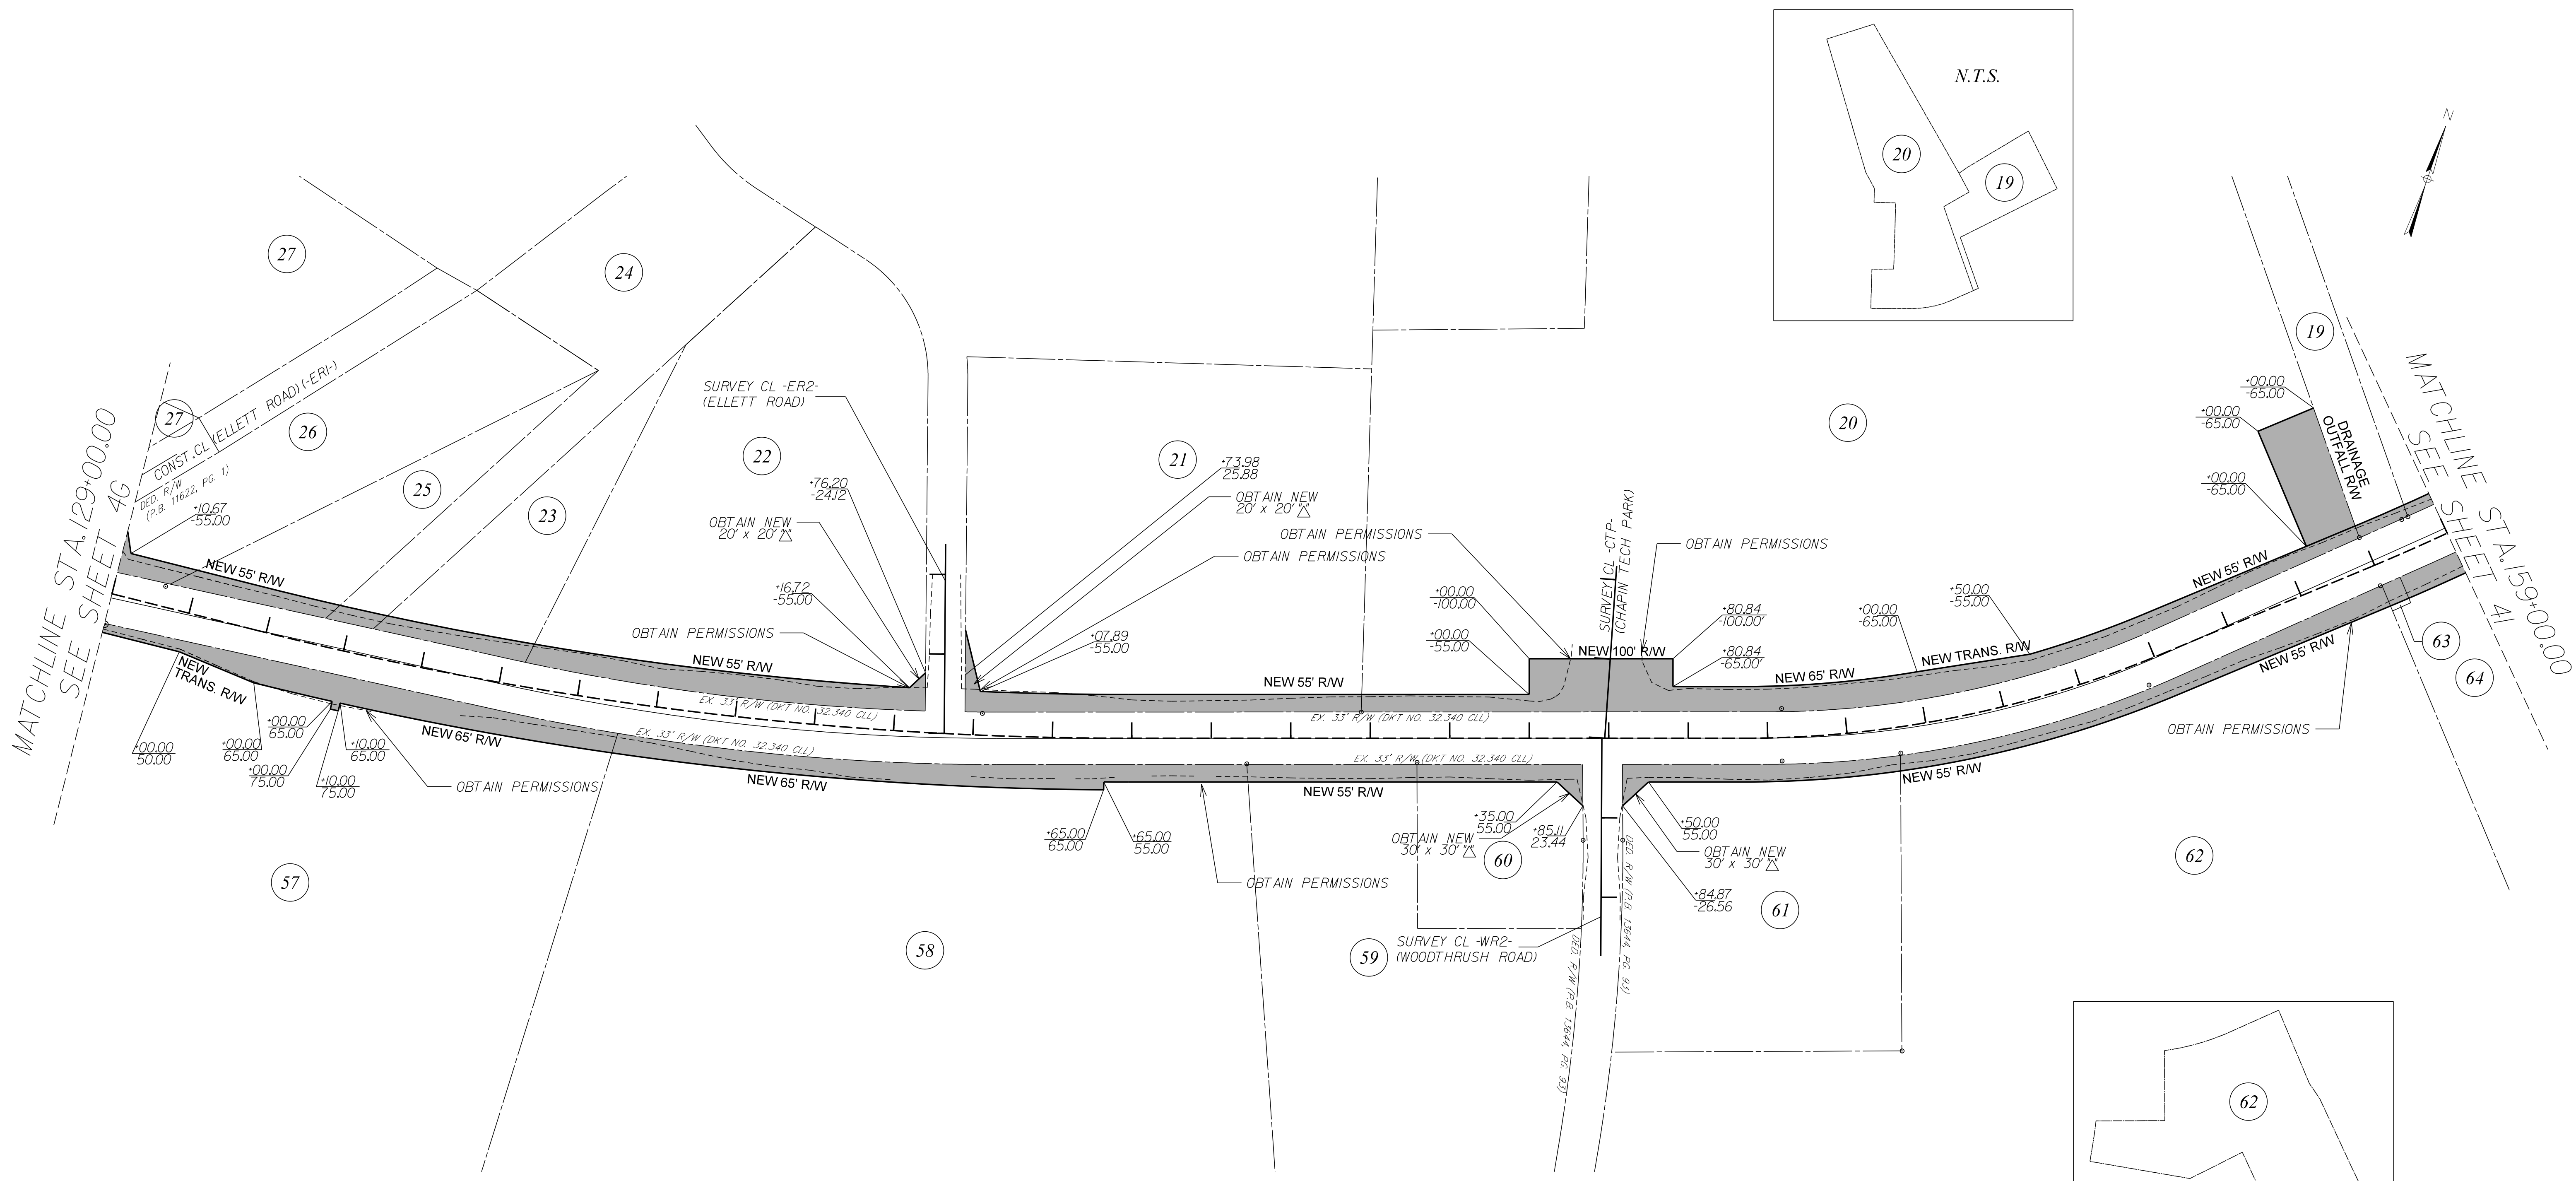 N.T.S.
20
19
N
27
24
19
MATCHLINE STA. 129+00.00
SEE SHEET 4G
27
CONST. CL (ELLETT ROAD) (-ER1-)
DED. R/W
(P.B. 11622, PG. 1)
26
25
23
22
21
20
SURVEY CL -ER2-
(ELLETT ROAD)
+10.67
-55.00
+76.20
-24.12
OBTAIN NEW
20' x 20' "
+16.72
-55.00
OBTAIN PERMISSIONS
+73.98
25.88
OBTAIN NEW
20' x 20' "
OBTAIN PERMISSIONS
OBTAIN PERMISSIONS
+07.89
-55.00
SURVEY CL -CTP-
(CHAPIN TECH PARK)
OBTAIN PERMISSIONS
+00.00
-100.00
+00.00
-55.00
+80.84
-100.00'
+80.84
-65.00'
+00.00
-65.00
+50.00
-55.00
+00.00
-65.00
+00.00
-65.00
+00.00
-65.00
DRAINAGE
OUTFALL R/W
MATCHLINE STA. 159+00.00
SEE SHEET 4I
NEW 55' R/W
NEW 55' R/W
NEW 55' R/W
NEW 100' R/W
NEW 65' R/W
NEW TRANS. R/W
NEW 55' R/W
EX. 33' R/W (DKT NO. 32.340 CLL)
EX. 33' R/W (DKT NO. 32.340 CLL)
EX. 33' R/W (DKT NO. 32.340 CLL)
EX. 33' R/W (DKT NO. 32.340 CLL)
NEW
TRANS. R/W
NEW 65' R/W
NEW 65' R/W
NEW 55' R/W
NEW 55' R/W
NEW 55' R/W
+00.00
50.00
+00.00
65.00
+00.00
65.00
+00.00
75.00
+10.00
65.00
+10.00
75.00
OBTAIN PERMISSIONS
+65.00
65.00
+65.00
55.00
OBTAIN PERMISSIONS
+35.00
55.00
OBTAIN NEW
30' x 30' "
+85.11
23.44
+50.00
55.00
OBTAIN NEW
30' x 30' "
+84.87
-26.56
OBTAIN PERMISSIONS
63
64
57
58
59
60
61
62
SURVEY CL -WR2-
(WOODTHRUSH ROAD)
DED. R/W (P.B. 13644, PG. 93)
DED. R/W (P.B. 13644, PG. 93)
62